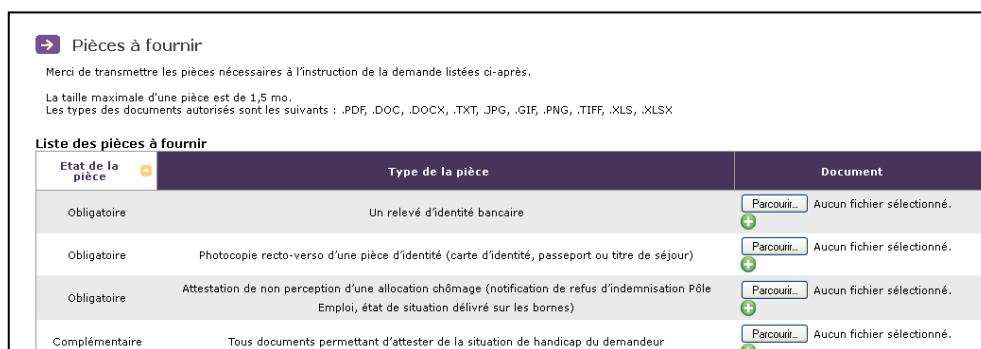 Pièces à fournir
Merci de transmettre les pièces nécessaires à l'instruction de la demande listées ci-après.
La taille maximale d'une pièce est de 1,5 mo.
Les types des documents autorisés sont les suivants : .PDF, .DOC, .DOCX, .TXT, .JPG, .GIF, .PNG, .TIFF, .XLS, .XLSX
Liste des pièces à fournir
Etat de la pièce Type de la pièce Document
Obligatoire Un relevé d'identité bancaire Parcourir... Aucun fichier sélectionné.
Obligatoire Photocopie recto-verso d'une pièce d'identité (carte d'identité, passeport ou titre de séjour) Parcourir... Aucun fichier sélectionné.
Obligatoire Attestation de non perception d'une allocation chômage (notification de refus d'indemnisation Pôle
Emploi, état de situation délivré sur les bornes) Parcourir... Aucun fichier sélectionné.
Complémentaire Tous documents permettant d'attester de la situation de handicap du demandeur Parcourir... Aucun fichier sélectionné.